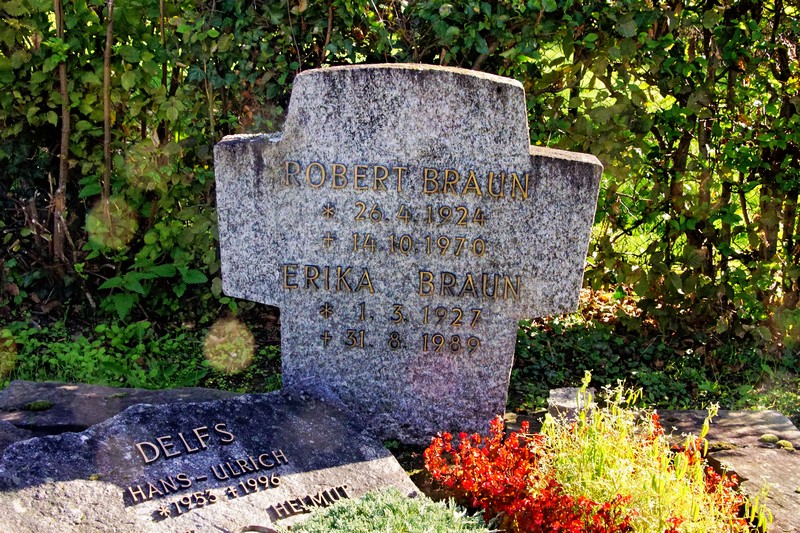 ROBERT BRAUN
* 26.4.1924
+ 14.10.1970
ERIKA BRAUN
* 1. 3. 1927
+ 31. 8. 1989
DELFS
HANS-ULRICH
*1953 +1996
HELMUT